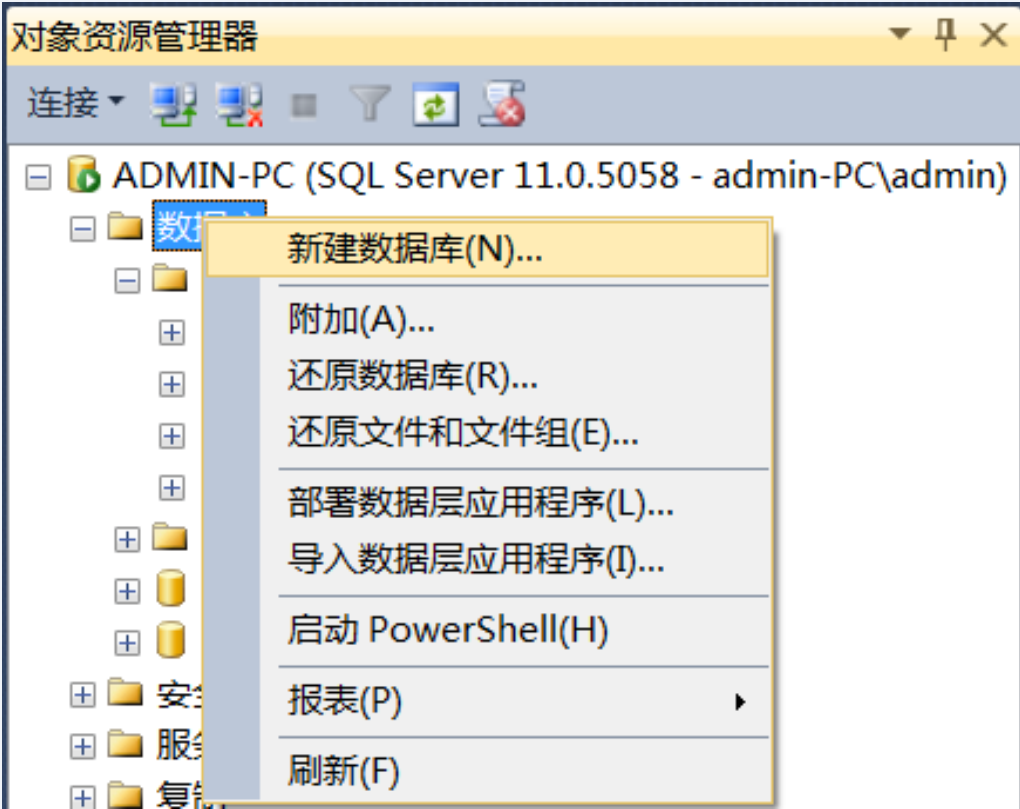 对象资源管理器
连接
ADMIN-PC (SQL Server 11.0.5058 - admin-PC\admin)
新建数据库(N)...
附加(A)...
还原数据库(R)...
还原文件和文件组(E)...
部署数据层应用程序(L)...
导入数据层应用程序(I)...
启动 PowerShell(H)
报表(P)
刷新(F)